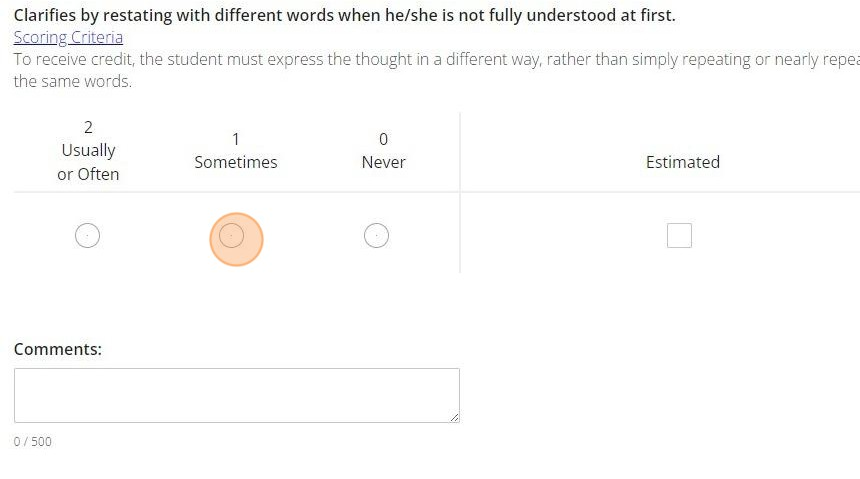 Clarifies by restating with different words when he/she is not fully understood at first.
Scoring Criteria
To receive credit, the student must express the thought in a different way, rather than simply repeating or nearly repea
the same words.
2
Usually
or Often
1
Sometimes
0
Never
Estimated
Comments:
0 / 500